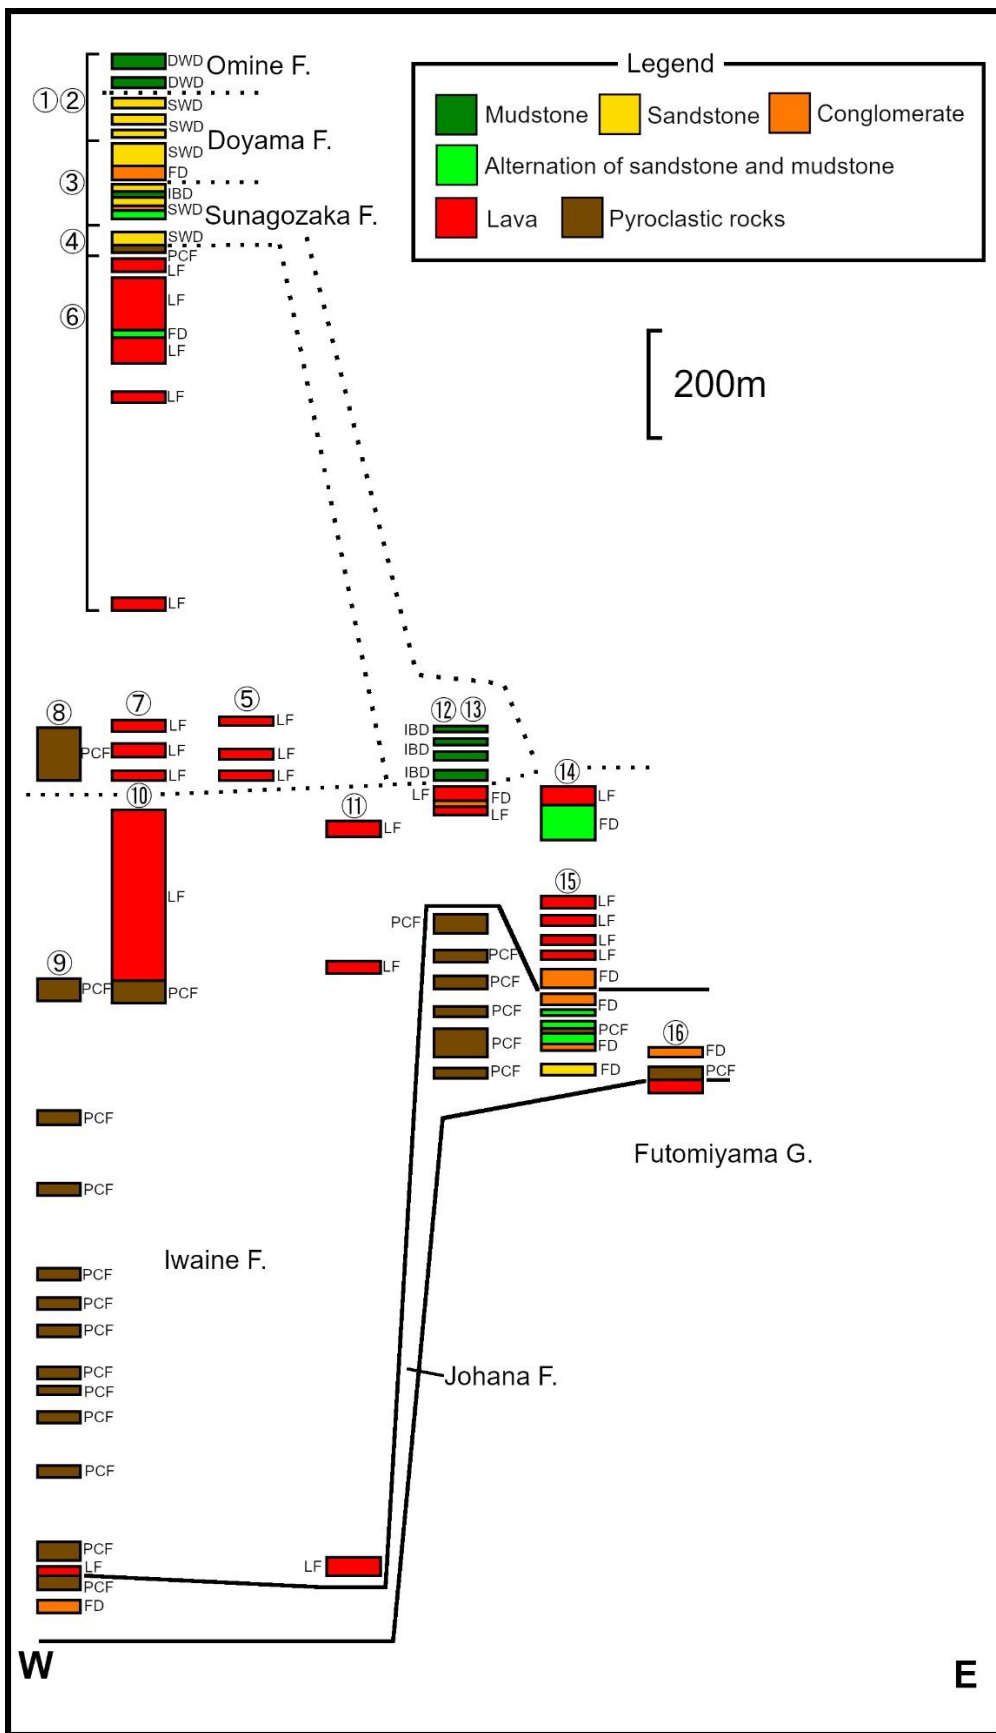 Legend
Mudstone Sandstone Conglomerate
Alternation of sandstone and mudstone
Lava Pyroclastic rocks
200m
DWD Omine F.
DWD
①②
SWD
SWD
Doyama F.
SWD
③ FD
IBD
SWD Sunagozaka F.
④ SWD
PCF
LF
⑥ LF
FD
LF
LF
LF
⑧ ⑦ ⑤ ⑫ ⑬
PCF LF LF IBD
LF LF IBD
LF LF IBD
⑭
⑩ ⑪ LF FD LF
LF LF FD
LF
⑮
PCF LF
LF
LF
⑨ LF PCF LF
PCF PCF PCF FD
PCF FD
PCF PCF ⑯
PCF FD FD
PCF FD PCF
PCF
Futomiyama G.
PCF
Iwaine F.
PCF
PCF
PCF
PCF Johana F.
PCF
PCF
PCF
PCF
LF LF
PCF
FD
W E